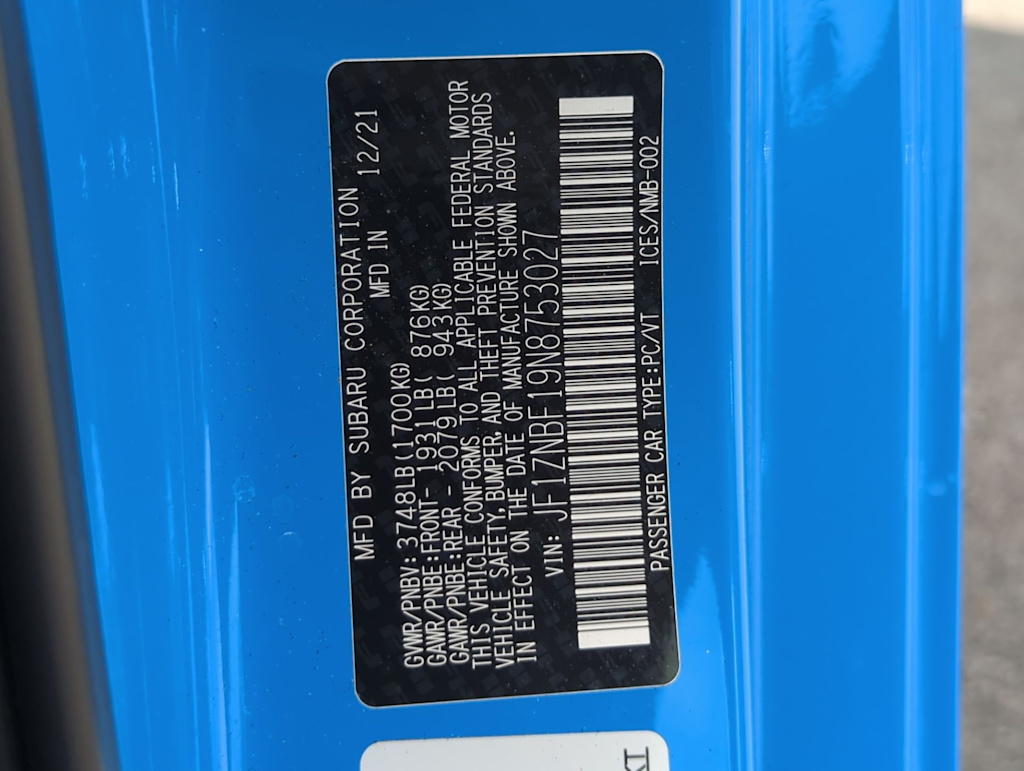 MFD BY SUBARU CORPORATION
MFD IN 12/21
GVWR/PNBV: 3748LB(1700KG)
GAWR/PNBE:FRONT- 1931LB( 876KG)
GAWR/PNBE:REAR - 2079LB( 943KG)
THIS VEHICLE CONFORMS TO ALL APPLICABLE FEDERAL MOTOR
VEHICLE SAFETY, BUMPER, AND THEFT PREVENTION STANDARDS
IN EFFECT ON THE DATE OF MANUFACTURE SHOWN ABOVE.
VIN: JF1ZNBF19N8753027
PASSENGER CAR TYPE:PC/VT ICES/NMB-002